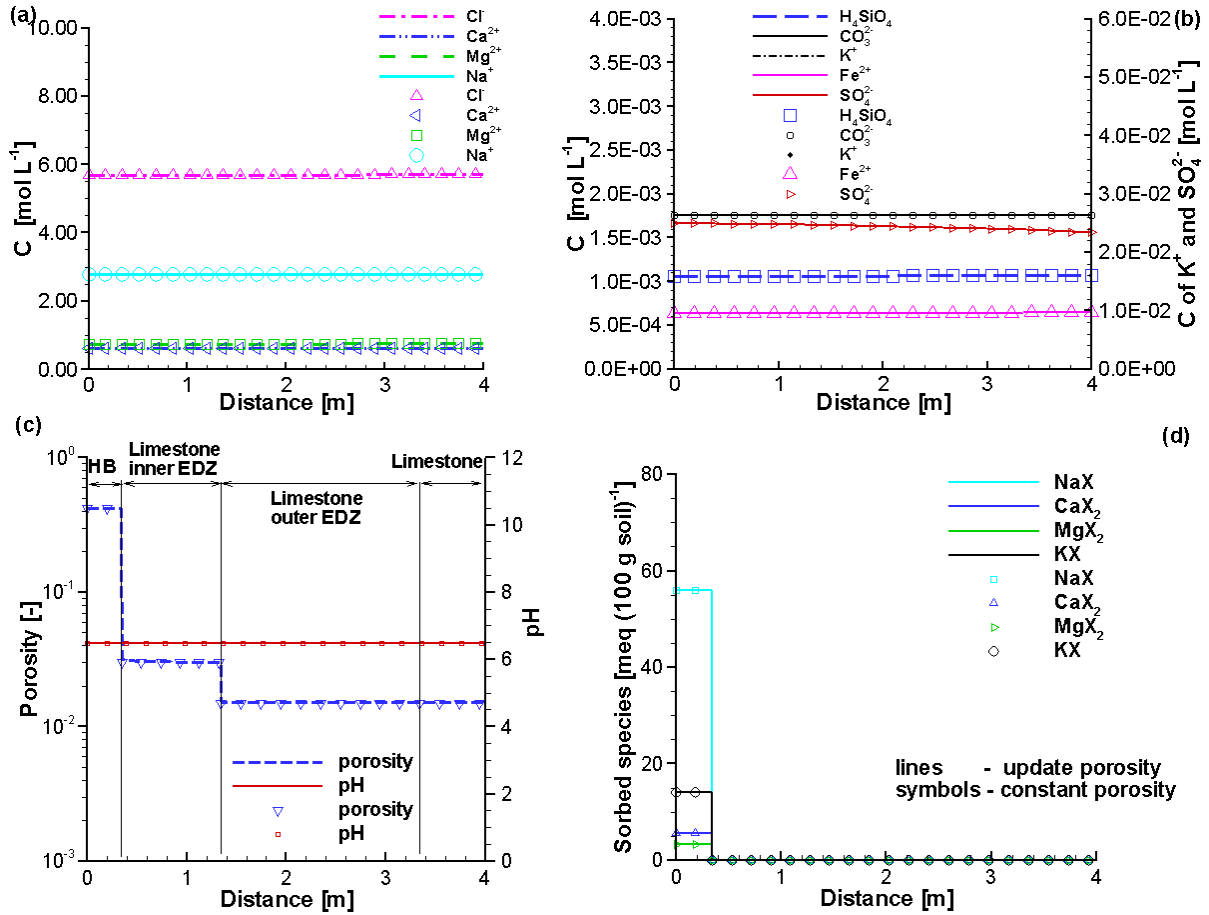 (a)
10.00
8.00
6.00
4.00
2.00
0.00
C [mol L⁻¹]
Cl⁻
Ca²⁺
Mg²⁺
Na⁺
Cl⁻
Ca²⁺
Mg²⁺
Na⁺
0 1 2 3 4
Distance [m]
(b)
4.0E-03
3.5E-03
3.0E-03
2.5E-03
2.0E-03
1.5E-03
1.0E-03
5.0E-04
0.0E+00
C [mol L⁻¹]
H₄SiO₄
CO₃²⁻
K⁺
Fe²⁺
SO₄²⁻
H₄SiO₄
CO₃²⁻
K⁺
Fe²⁺
SO₄²⁻
6.0E-02
5.0E-02
4.0E-02
3.0E-02
2.0E-02
1.0E-02
0.0E+00
C of K⁺ and SO₄²⁻ [mol L⁻¹]
0 1 2 3 4
Distance [m]
(c)
10⁰
10⁻¹
10⁻²
10⁻³
Porosity [-]
HB
Limestone
inner EDZ
Limestone
outer EDZ
Limestone
12
10
8
6
4
2
0
pH
porosity
pH
porosity
pH
0 1 2 3 4
Distance [m]
(d)
80
60
40
20
0
Sorbed species [meq (100 g soil)⁻¹]
NaX
CaX₂
MgX₂
KX
NaX
CaX₂
MgX₂
KX
lines - update porosity
symbols - constant porosity
0 1 2 3 4
Distance [m]